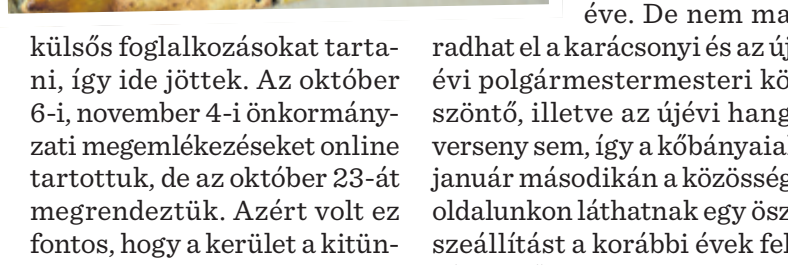 külsős foglalkozásokat tarta-
ni, így ide jöttek. Az október
6-i, november 4-i önkormány-
zati megemlékezéseket online
tartottuk, de az október 23-át
megrendeztük. Azért volt ez
fontos, hogy a kerület a kitün-
éve. De nem ma
radhat el a karácsonyi és az új
évi polgármestermesteri kö
szöntő, illetve az újévi hang
verseny sem, így a kőbányaia
január másodikán a közösség
oldalunkon láthatnak egy ösz
szeállítást a korábbi évek fel